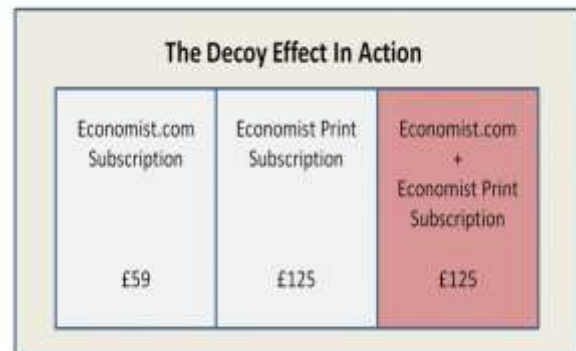 The Decoy Effect In Action
Economist.com
Subscription
£59
Economist Print
Subscription
£125
Economist.com
+
Economist Print
Subscription
£125